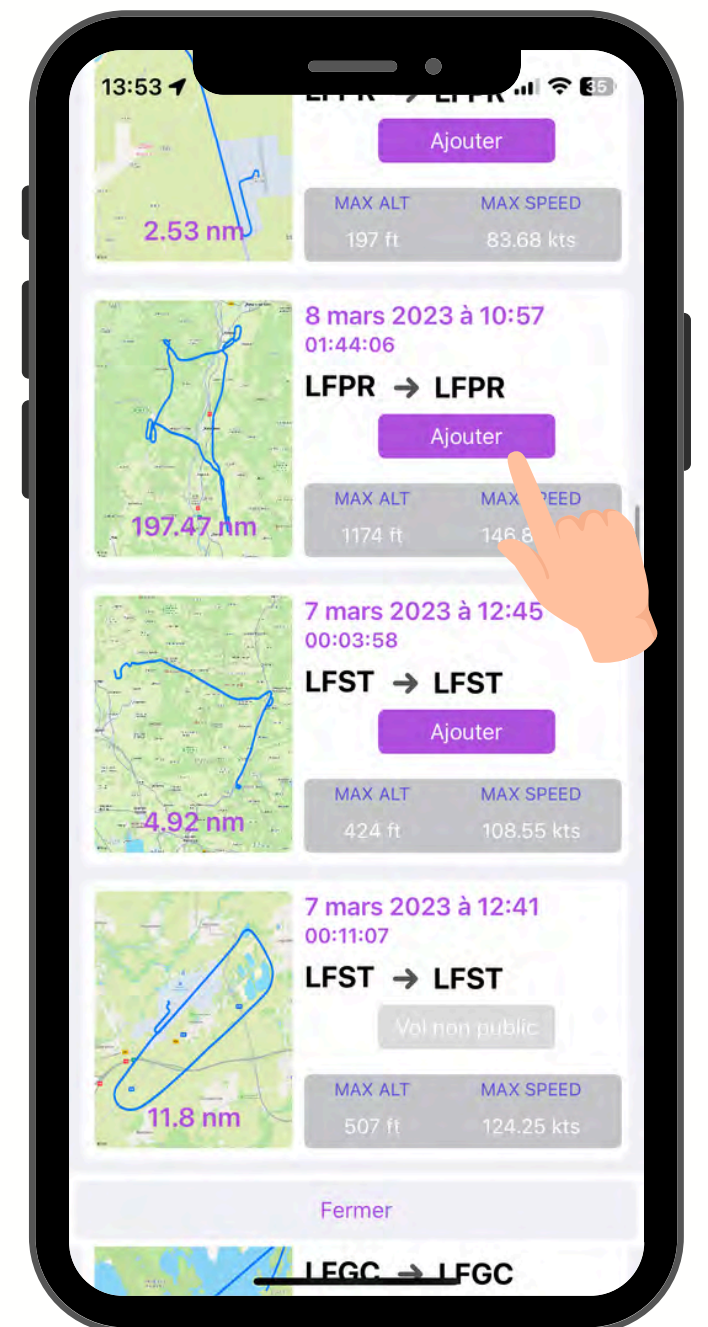 13:53
35
Ajouter
MAX ALT MAX SPEED
2.53 nm
197 ft 83.68 kts
8 mars 2023 à 10:57
01:44:06
LFPR → LFPR
Ajouter
MAX ALT
197.47 nm
1174 ft 146.8
7 mars 2023 à 12:45
00:03:58
LFST → LFST
Ajouter
MAX ALT MAX SPEED
4.92 nm
424 ft 108.55 kts
7 mars 2023 à 12:41
00:11:07
LFST → LFST
Vol non public
MAX ALT MAX SPEED
11.8 nm
507 ft 124.25 kts
Fermer
LFGC → LFGC